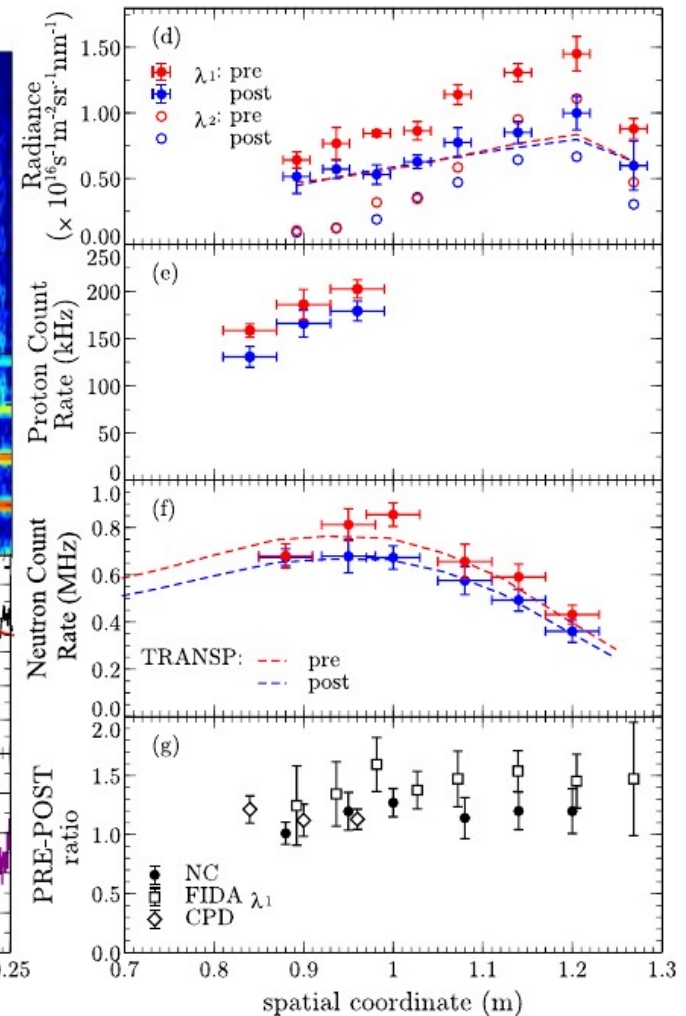 (d)
Radiance
(× 10¹⁶s⁻¹m⁻²sr⁻¹nm⁻¹)
1.50
1.00
0.50
0.00
λ1: pre
post
λ2: pre
post
(e)
Proton Count
Rate (kHz)
250
200
150
100
50
0
(f)
Neutron Count
Rate (MHz)
1.0
0.8
0.6
0.4
0.2
0.0
TRANSP: pre
post
(g)
PRE-POST
ratio
2.0
1.5
1.0
0.5
0.0
NC
FIDA λ1
CPD
0.25 0.7 0.8 0.9 1 1.1 1.2 1.3
spatial coordinate (m)